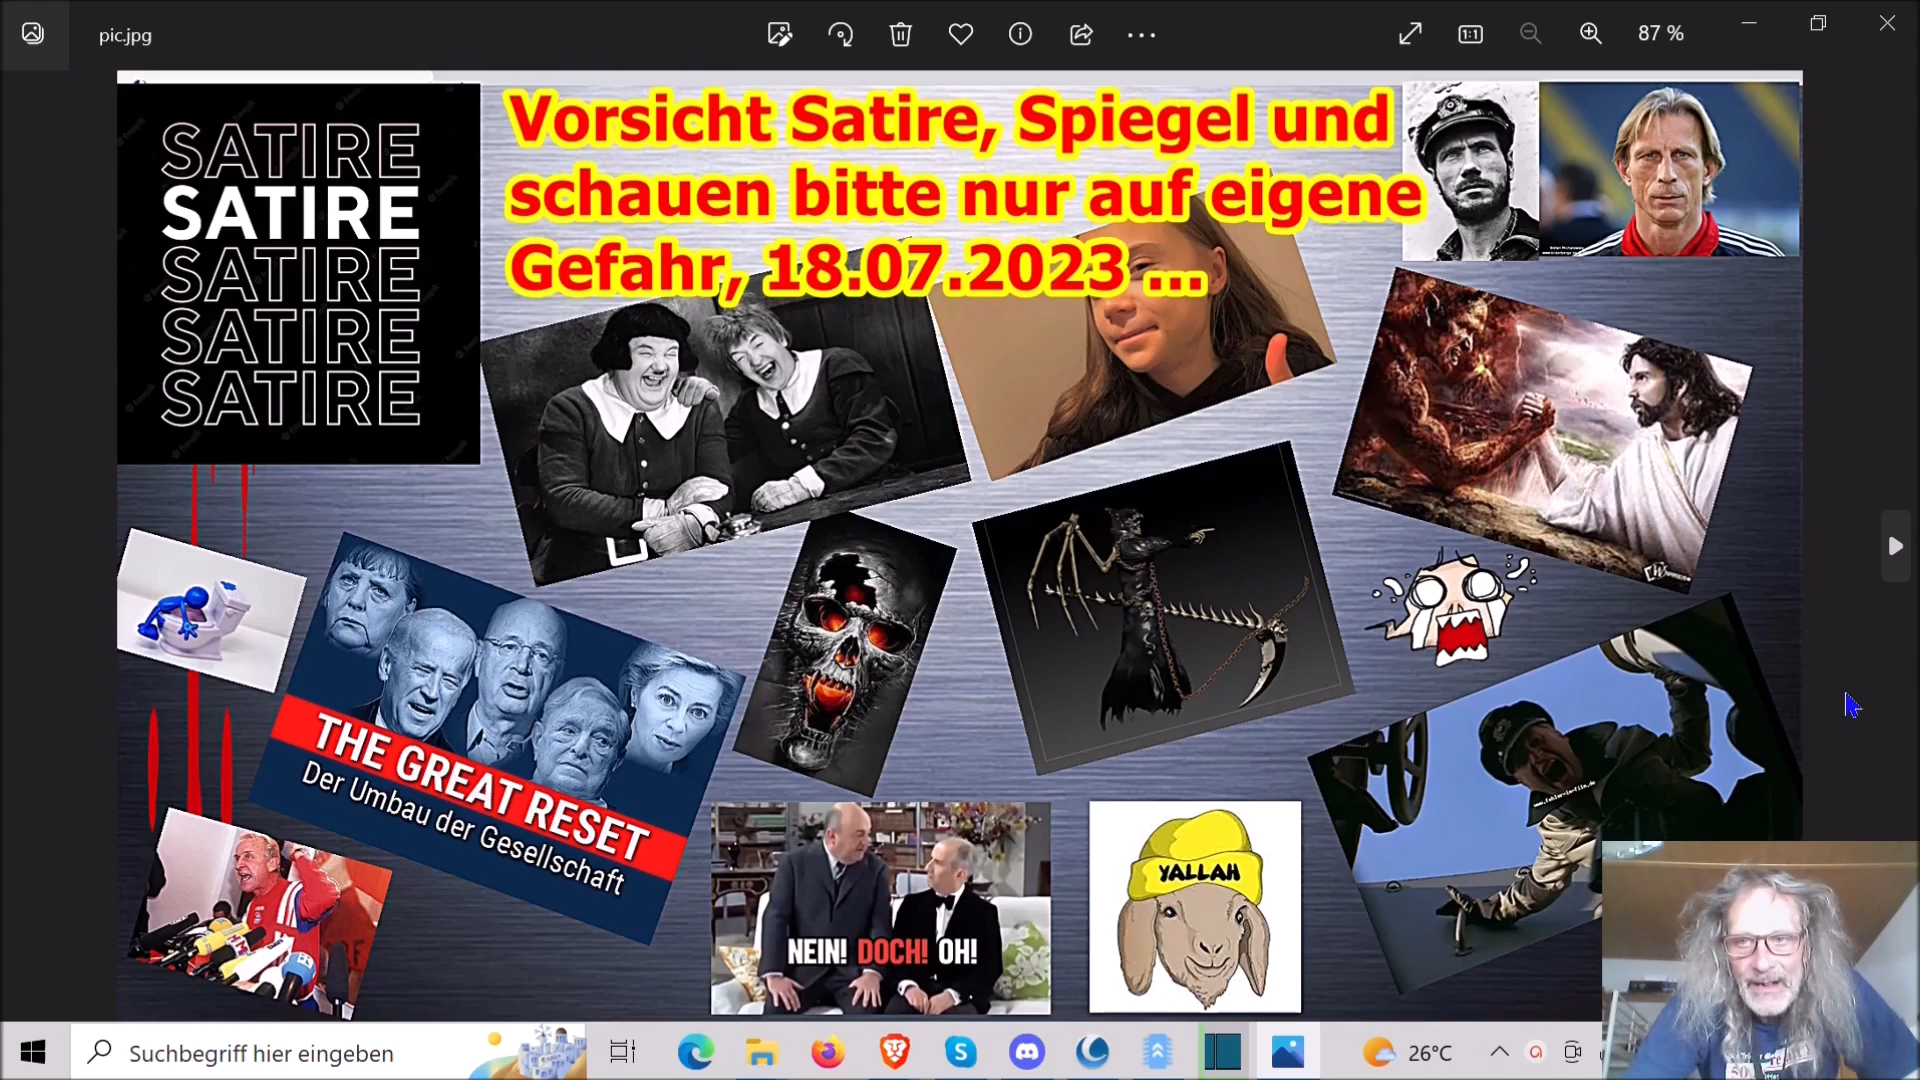 pic.jpg
87 %
SATIRE
SATIRE
SATIRE
SATIRE
SATIRE
Vorsicht Satire, Spiegel und
schauen bitte nur auf eigene
Gefahr, 18.07.2023 ...
THE GREAT RESET
Der Umbau der Gesellschaft
NEIN! DOCH! OH!
YALLAH
Suchbegriff hier eingeben
26°C